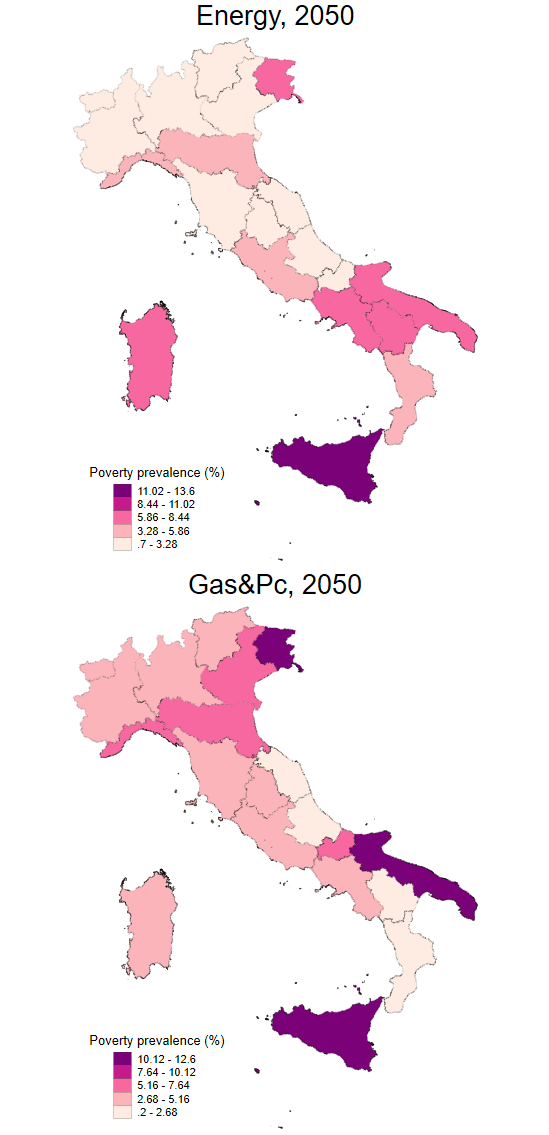 Energy, 2050
Poverty prevalence (%)
11.02 - 13.6
8.44 - 11.02
5.86 - 8.44
3.28 - 5.86
.7 - 3.28
Gas&Pc, 2050
Poverty prevalence (%)
10.12 - 12.6
7.64 - 10.12
5.16 - 7.64
2.68 - 5.16
.2 - 2.68